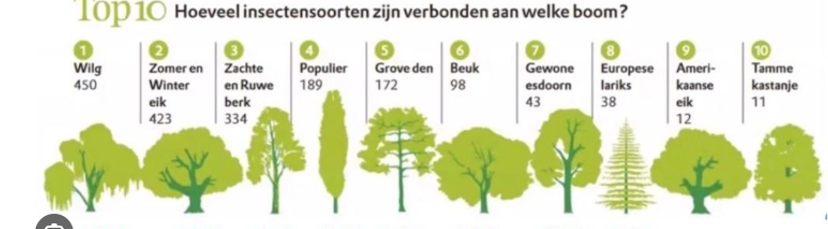 Top 10 Hoeveel insectensoorten zijn verbonden aan welke boom?
1
Wilg
450
2
Zomer en
Winter
eik
423
3
Zachte
en Ruwe
berk
334
4
Populier
189
5
Grove den
172
6
Beuk
98
7
Gewone
esdoorn
43
8
Europese
lariks
38
9
Ameri-
kaanse
eik
12
10
Tamme
kastanje
11